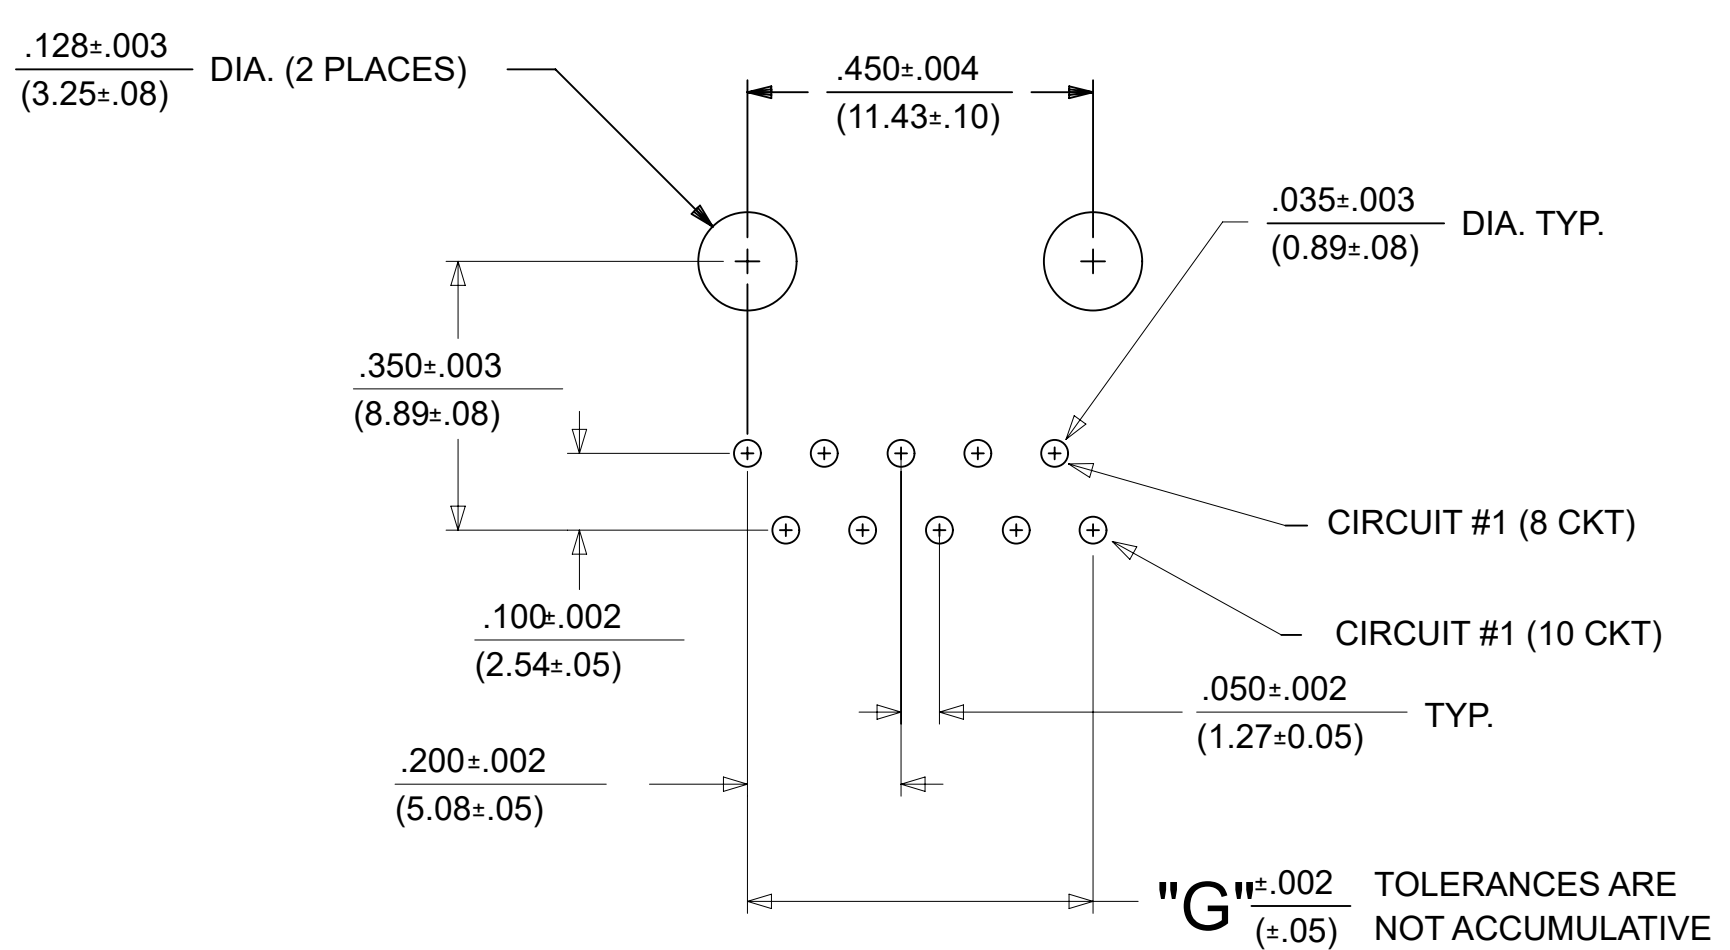 .128±.003
(3.25±.08)
DIA. (2 PLACES)
.450±.004
(11.43±.10)
.035±.003
(0.89±.08)
DIA. TYP.
.350±.003
(8.89±.08)
CIRCUIT #1 (8 CKT)
.100±.002
(2.54±.05)
CIRCUIT #1 (10 CKT)
.050±.002
(1.27±0.05)
TYP.
.200±.002
(5.08±.05)
"G"
±.002
(±.05)
TOLERANCES ARE
NOT ACCUMULATIVE